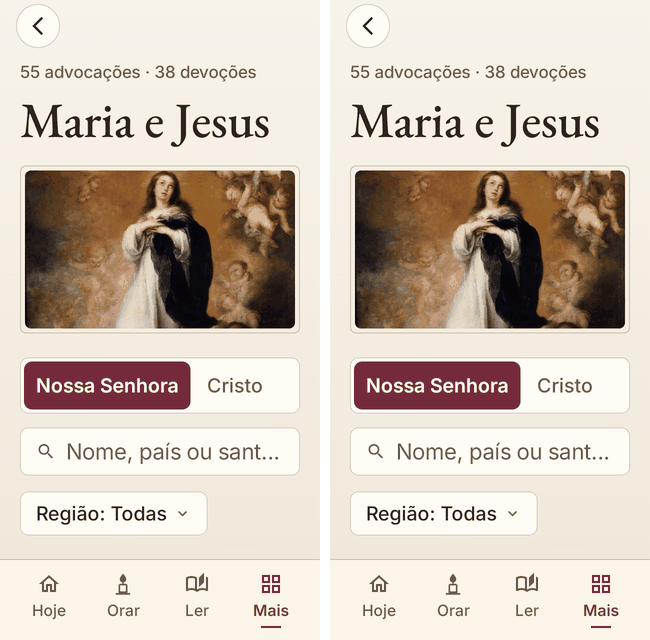 55 advocações · 38 devoções
Maria e Jesus
Nossa Senhora
Cristo
Nome, país ou sant...
Região: Todas
Hoje
Orar
Ler
Mais
55 advocações · 38 devoções
Maria e Jesus
Nossa Senhora
Cristo
Nome, país ou sant...
Região: Todas
Hoje
Orar
Ler
Mais